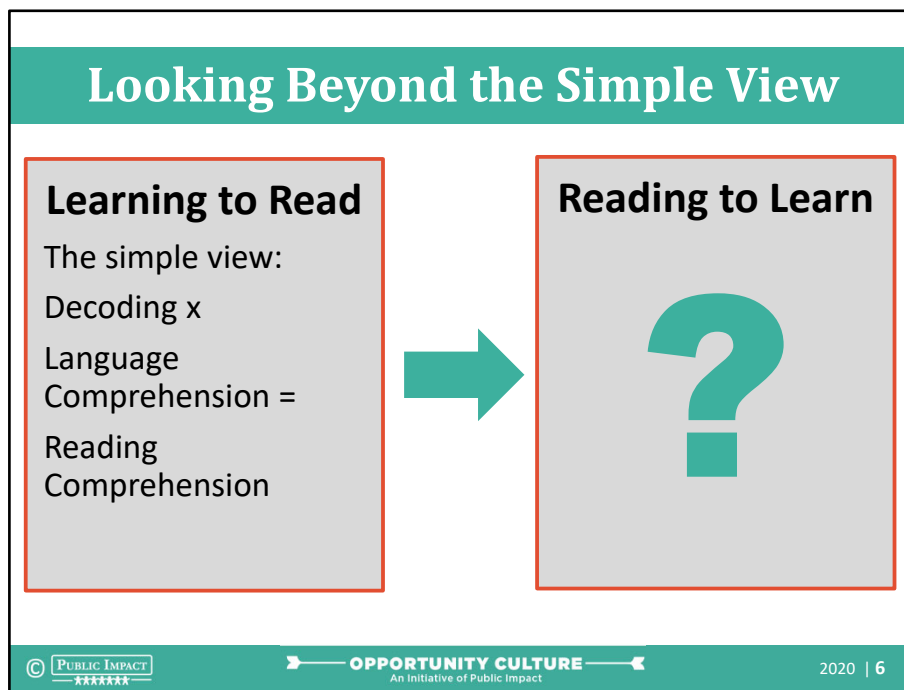 Looking Beyond the Simple View
Learning to Read
The simple view:
Decoding x
Language
Comprehension =
Reading
Comprehension
Reading to Learn
?
© PUBLIC IMPACT
OPPORTUNITY CULTURE
An Initiative of Public Impact
2020 | 6